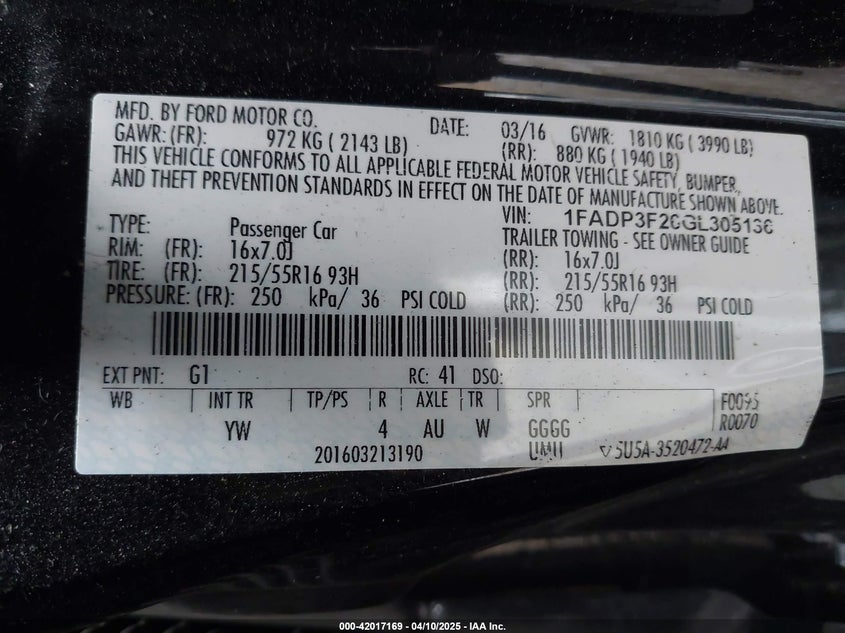 MFD. BY FORD MOTOR CO. DATE: 03/16 GVWR: 1810 KG ( 3990 LB)
GAWR: (FR): 972 KG ( 2143 LB) (RR): 880 KG ( 1940 LB)
THIS VEHICLE CONFORMS TO ALL APPLICABLE FEDERAL MOTOR VEHICLE SAFETY, BUMPER,
AND THEFT PREVENTION STANDARDS IN EFFECT ON THE DATE OF MANUFACTURE SHOWN ABOVE.
VIN:
TYPE: Passenger Car TRAILER TOWING - SEE OWNER GUIDE
RIM: (FR): 16x7.0J (RR): 16x7.0J
TIRE: (FR): 215/55R16 93H (RR): 215/55R16 93H
PRESSURE: (FR): 250 kPa/ 36 PSI COLD (RR): 250 kPa/ 36 PSI COLD
EXT PNT: G1 RC: 41 DSO:
WB INT TR TP/PS R AXLE TR SPR F0095
YW 4 AU W GGGG R0070
201603213190 5U5A-3520472-AA
000-42017169 - 04/10/2025 - IAA Inc.